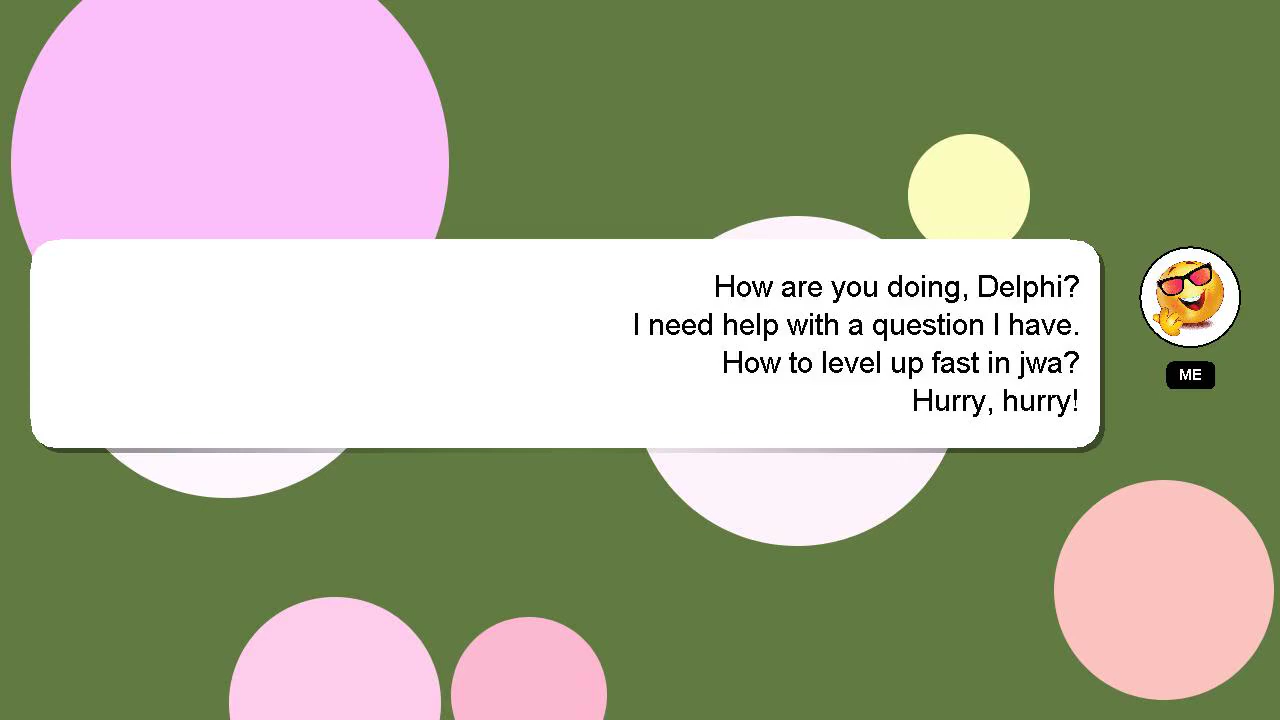 How are you doing, Delphi?
I need help with a question I have.
How to level up fast in jwa?
Hurry, hurry!
ME